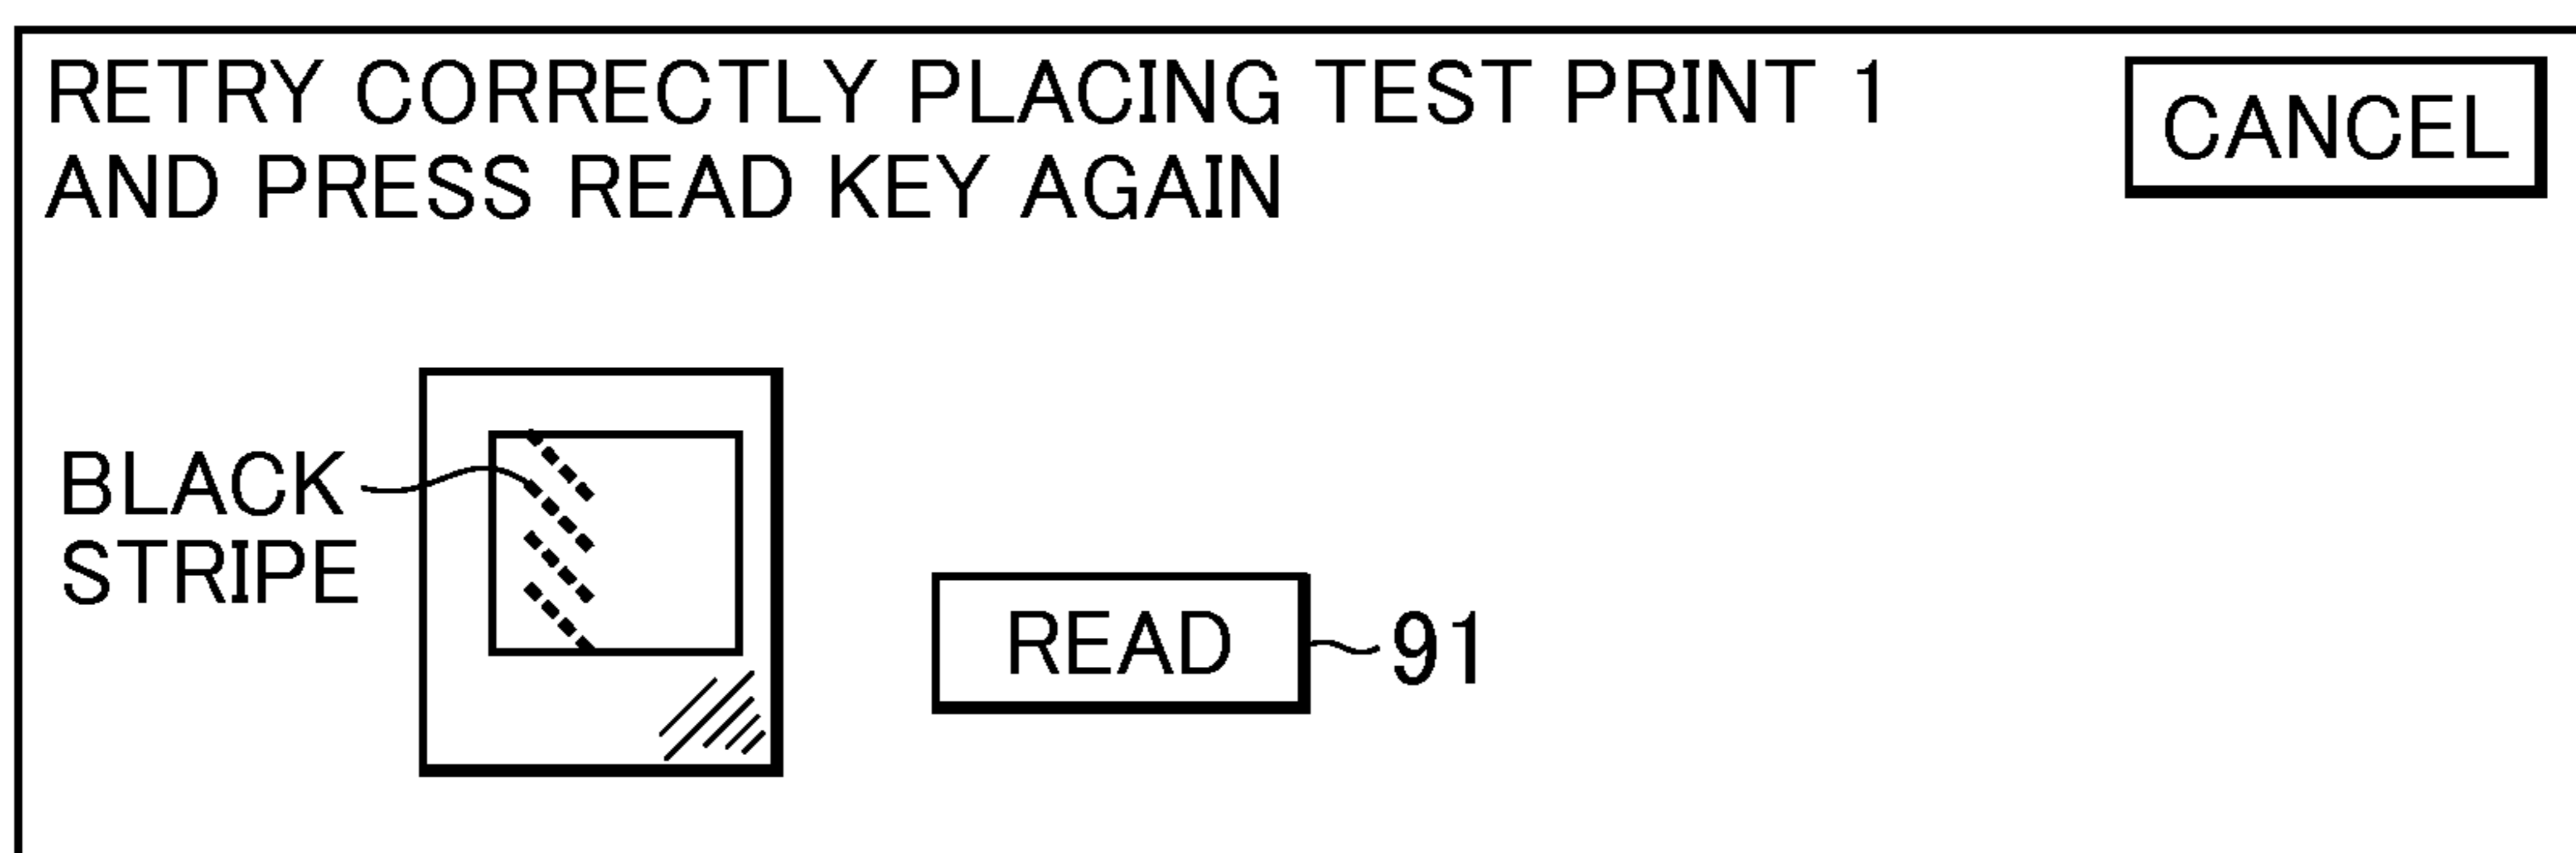 RETRY CORRECTLY PLACING TEST PRINT 1
AND PRESS READ KEY AGAIN
CANCEL
BLACK
STRIPE
READ
91